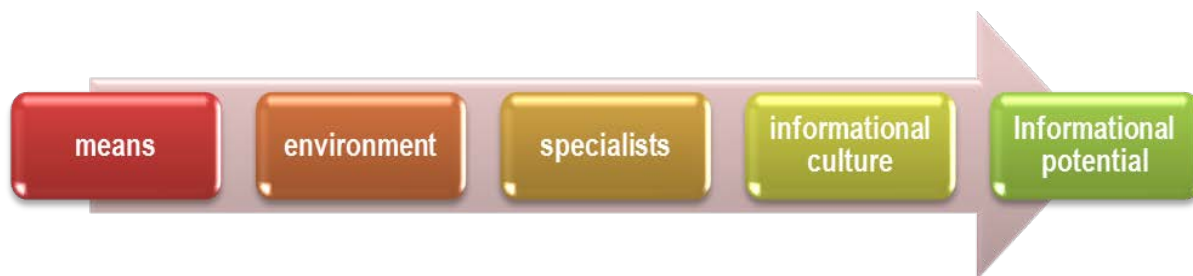 means
environment
specialists
informational
culture
Informational
potential